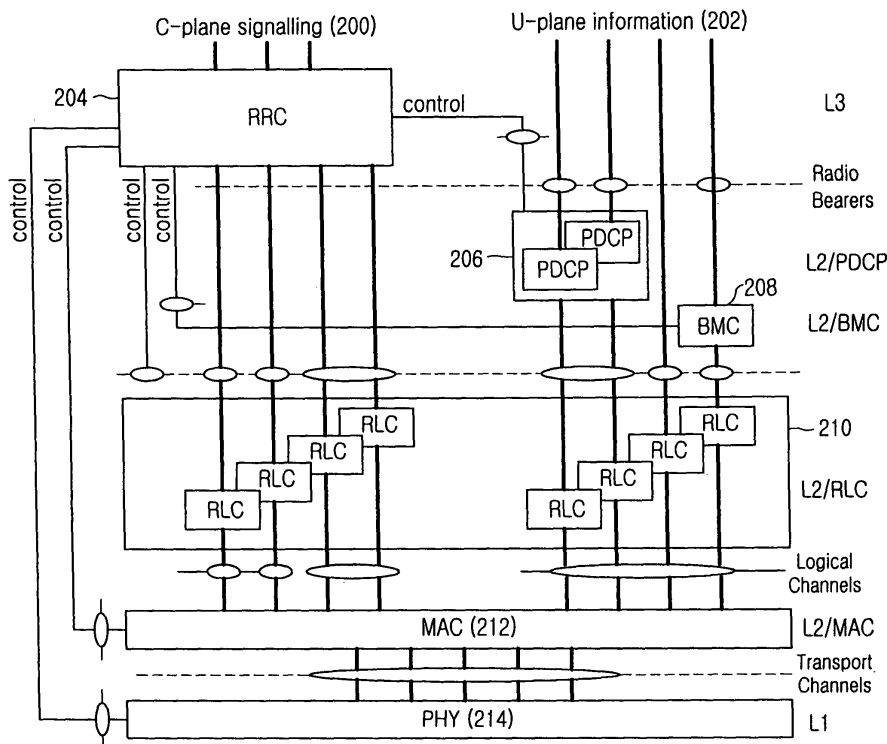 C-plane signalling (200)
U-plane information (202)
204
RRC
control
L3
control
control
control
control
Radio
Bearers
206
PDCP
PDCP
L2/PDCP
208
BMC
L2/BMC
RLC
RLC
RLC
RLC
RLC
RLC
RLC
RLC
210
L2/RLC
Logical
Channels
MAC (212)
L2/MAC
Transport
Channels
PHY (214)
L1